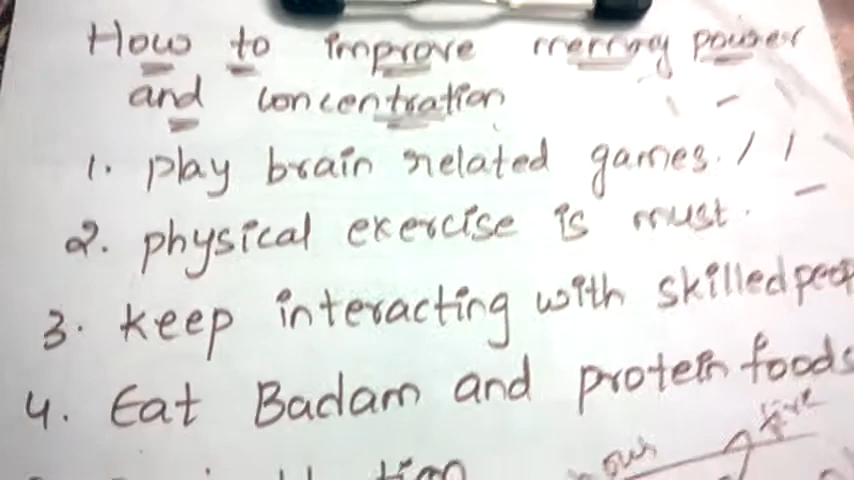 How to improve memory power
and concentration
1. play brain related games.
2. physical exercise is must.
3. keep interacting with skilled peop
4. Eat Badam and protein foods